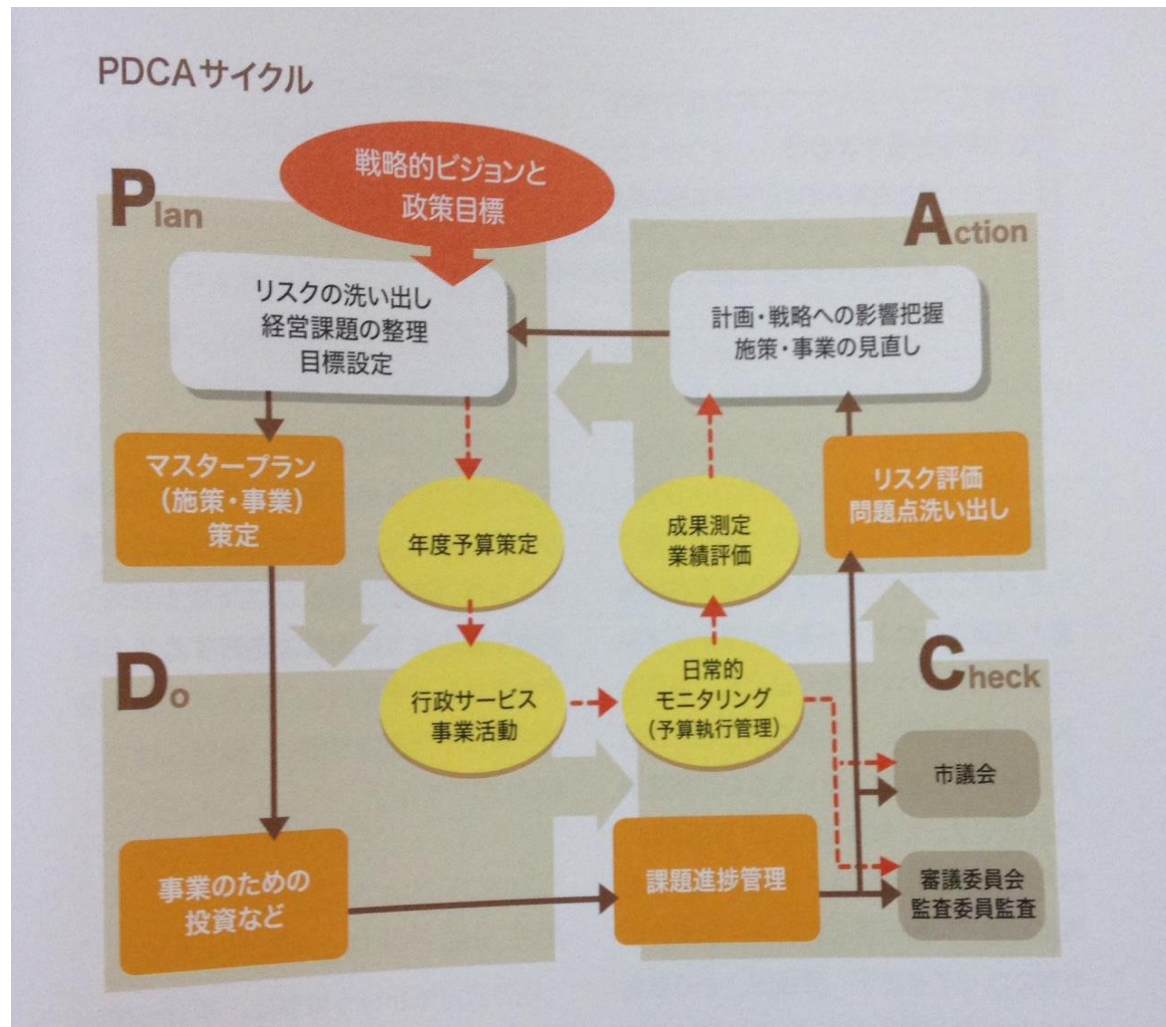 PDCAサイクル
戦略的ビジョンと
政策目標
Plan
リスクの洗い出し
経営課題の整理
目標設定
マスタープラン
(施策・事業)
策定
年度予算策定
Action
計画・戦略への影響把握
施策・事業の見直し
成果測定
業績評価
リスク評価
問題点洗い出し
Do
行政サービス
事業活動
事業のための
投資など
Check
日常的
モニタリング
(予算執行管理)
課題進捗管理
市議会
審議委員会
監査委員監査